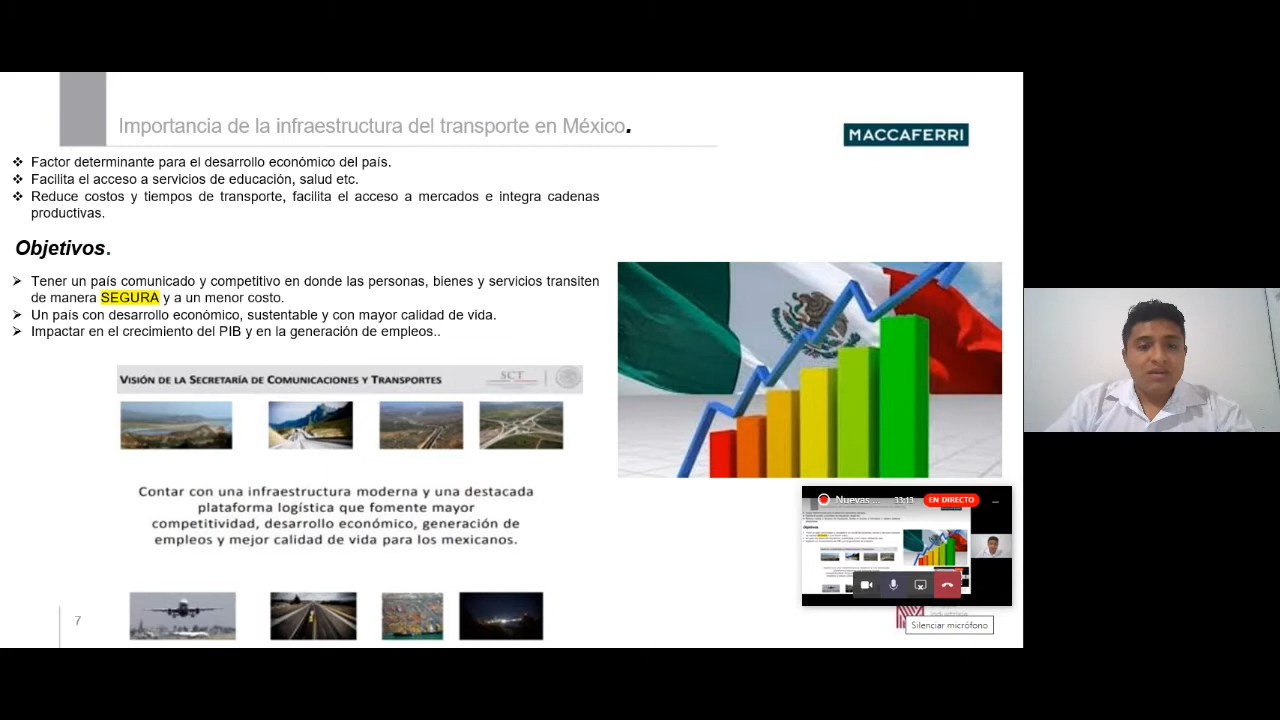 Importancia de la infraestructura del transporte en México.
MACCAFERRI
❖ Factor determinante para el desarrollo económico del país.
❖ Facilita el acceso a servicios de educación, salud etc.
❖ Reduce costos y tiempos de transporte, facilita el acceso a mercados e integra cadenas
productivas.
Objetivos.
➢ Tener un país comunicado y competitivo en donde las personas, bienes y servicios transiten
de manera SEGURA y a un menor costo.
➢ Un país con desarrollo económico, sustentable y con mayor calidad de vida.
➢ Impactar en el crecimiento del PIB y en la generación de empleos..
VISIÓN DE LA SECRETARÍA DE COMUNICACIONES Y TRANSPORTES
SCT
Contar con una infraestructura moderna y una destacada
plataforma logística que fomente mayor
competitividad, desarrollo económico, generación de
empleos y mejor calidad de vida para los mexicanos.
Nuevas ... 33:13 EN DIRECTO
7
Silenciar micrófono